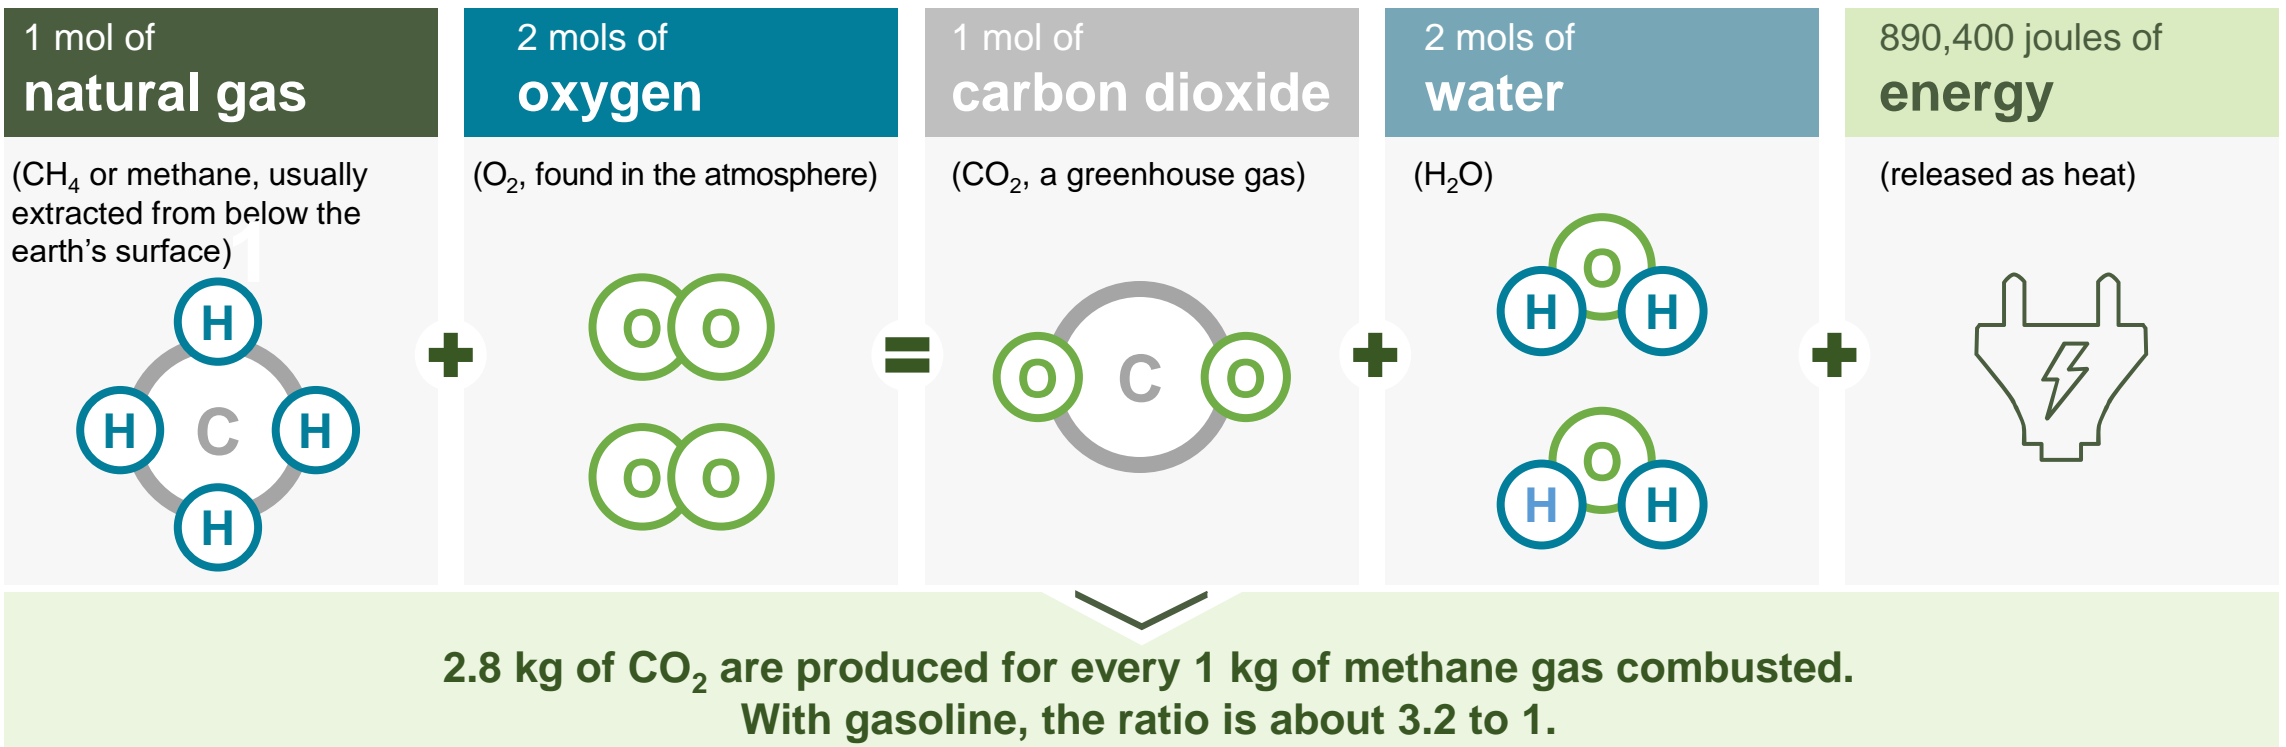 1 mol of
natural gas
(CH₄ or methane, usually
extracted from below the
earth's surface)
1
H
H
C
H
H
2 mols of
oxygen
(O₂, found in the atmosphere)
O O
O O
1 mol of
carbon dioxide
(CO₂, a greenhouse gas)
O C O
2 mols of
water
(H₂O)
O
H H
O
H H
890,400 joules of
energy
(released as heat)
2.8 kg of CO₂ are produced for every 1 kg of methane gas combusted.
With gasoline, the ratio is about 3.2 to 1.